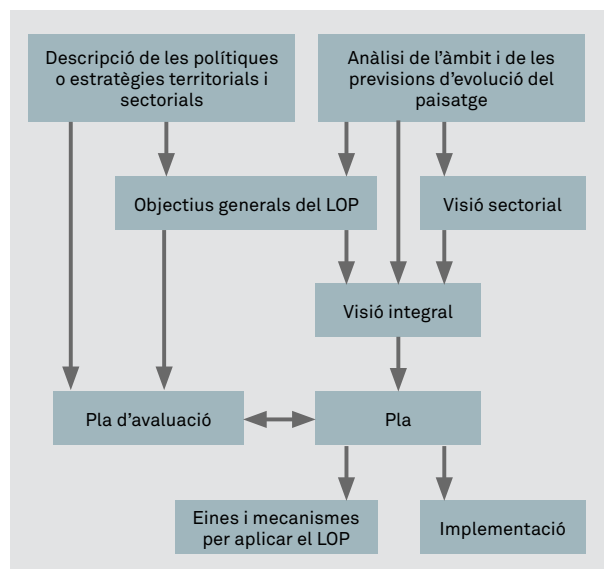 Descripció de les polítiques
o estratègies territorials i
sectorials
Anàlisi de l'àmbit i de les
previsions d'evolució del
paisatge
Objectius generals del LOP
Visió sectorial
Visió integral
Pla d'avaluació
Pla
Eines i mecanismes
per aplicar el LOP
Implementació